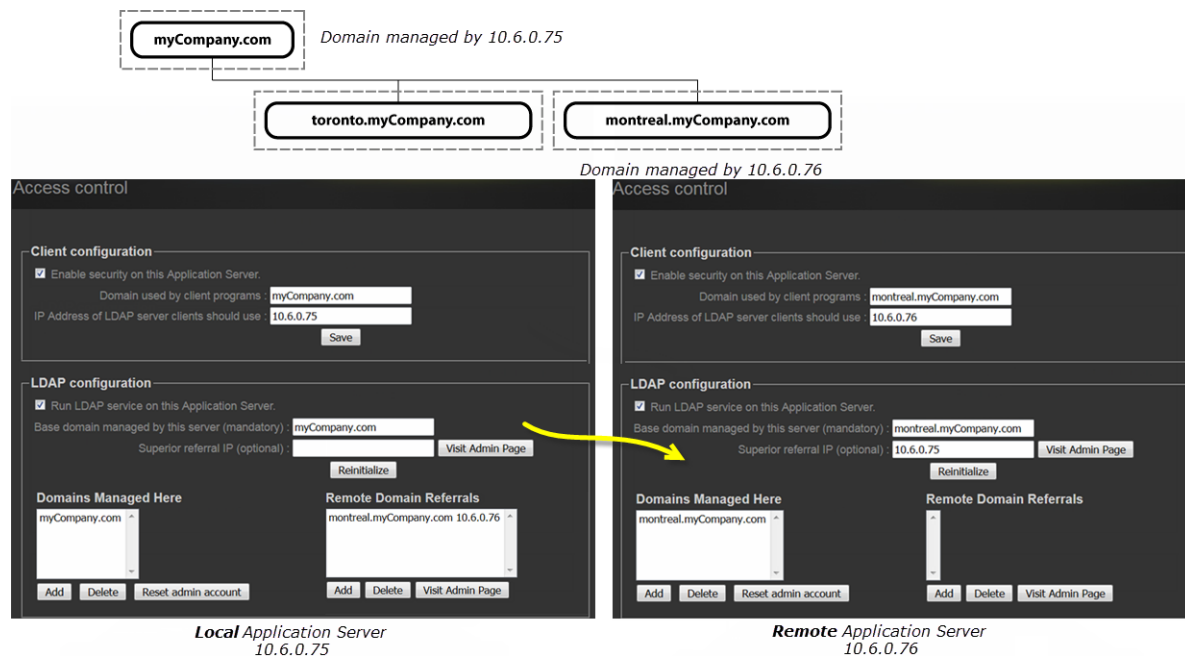 myCompany.com
Domain managed by 10.6.0.75
toronto.myCompany.com
montreal.myCompany.com
Domain managed by 10.6.0.76
Access control
Client configuration
Enable security on this Application Server.
Domain used by client programs : myCompany.com
IP Address of LDAP server clients should use : 10.6.0.75
Save
LDAP configuration
Run LDAP service on this Application Server.
Base domain managed by this server (mandatory) : myCompany.com
Superior referral IP (optional) : Visit Admin Page
Reinitialize
Domains Managed Here Remote Domain Referrals
myCompany.com montreal.myCompany.com 10.6.0.76
Add Delete Reset admin account Add Delete Visit Admin Page
Local Application Server
10.6.0.75
Access control
Client configuration
Enable security on this Application Server.
Domain used by client programs : montreal.myCompany.com
IP Address of LDAP server clients should use : 10.6.0.76
Save
LDAP configuration
Run LDAP service on this Application Server.
Base domain managed by this server (mandatory) : montreal.myCompany.com
Superior referral IP (optional) : 10.6.0.75 Visit Admin Page
Reinitialize
Domains Managed Here Remote Domain Referrals
montreal.myCompany.com
Add Delete Reset admin account Add Delete Visit Admin Page
Remote Application Server
10.6.0.76